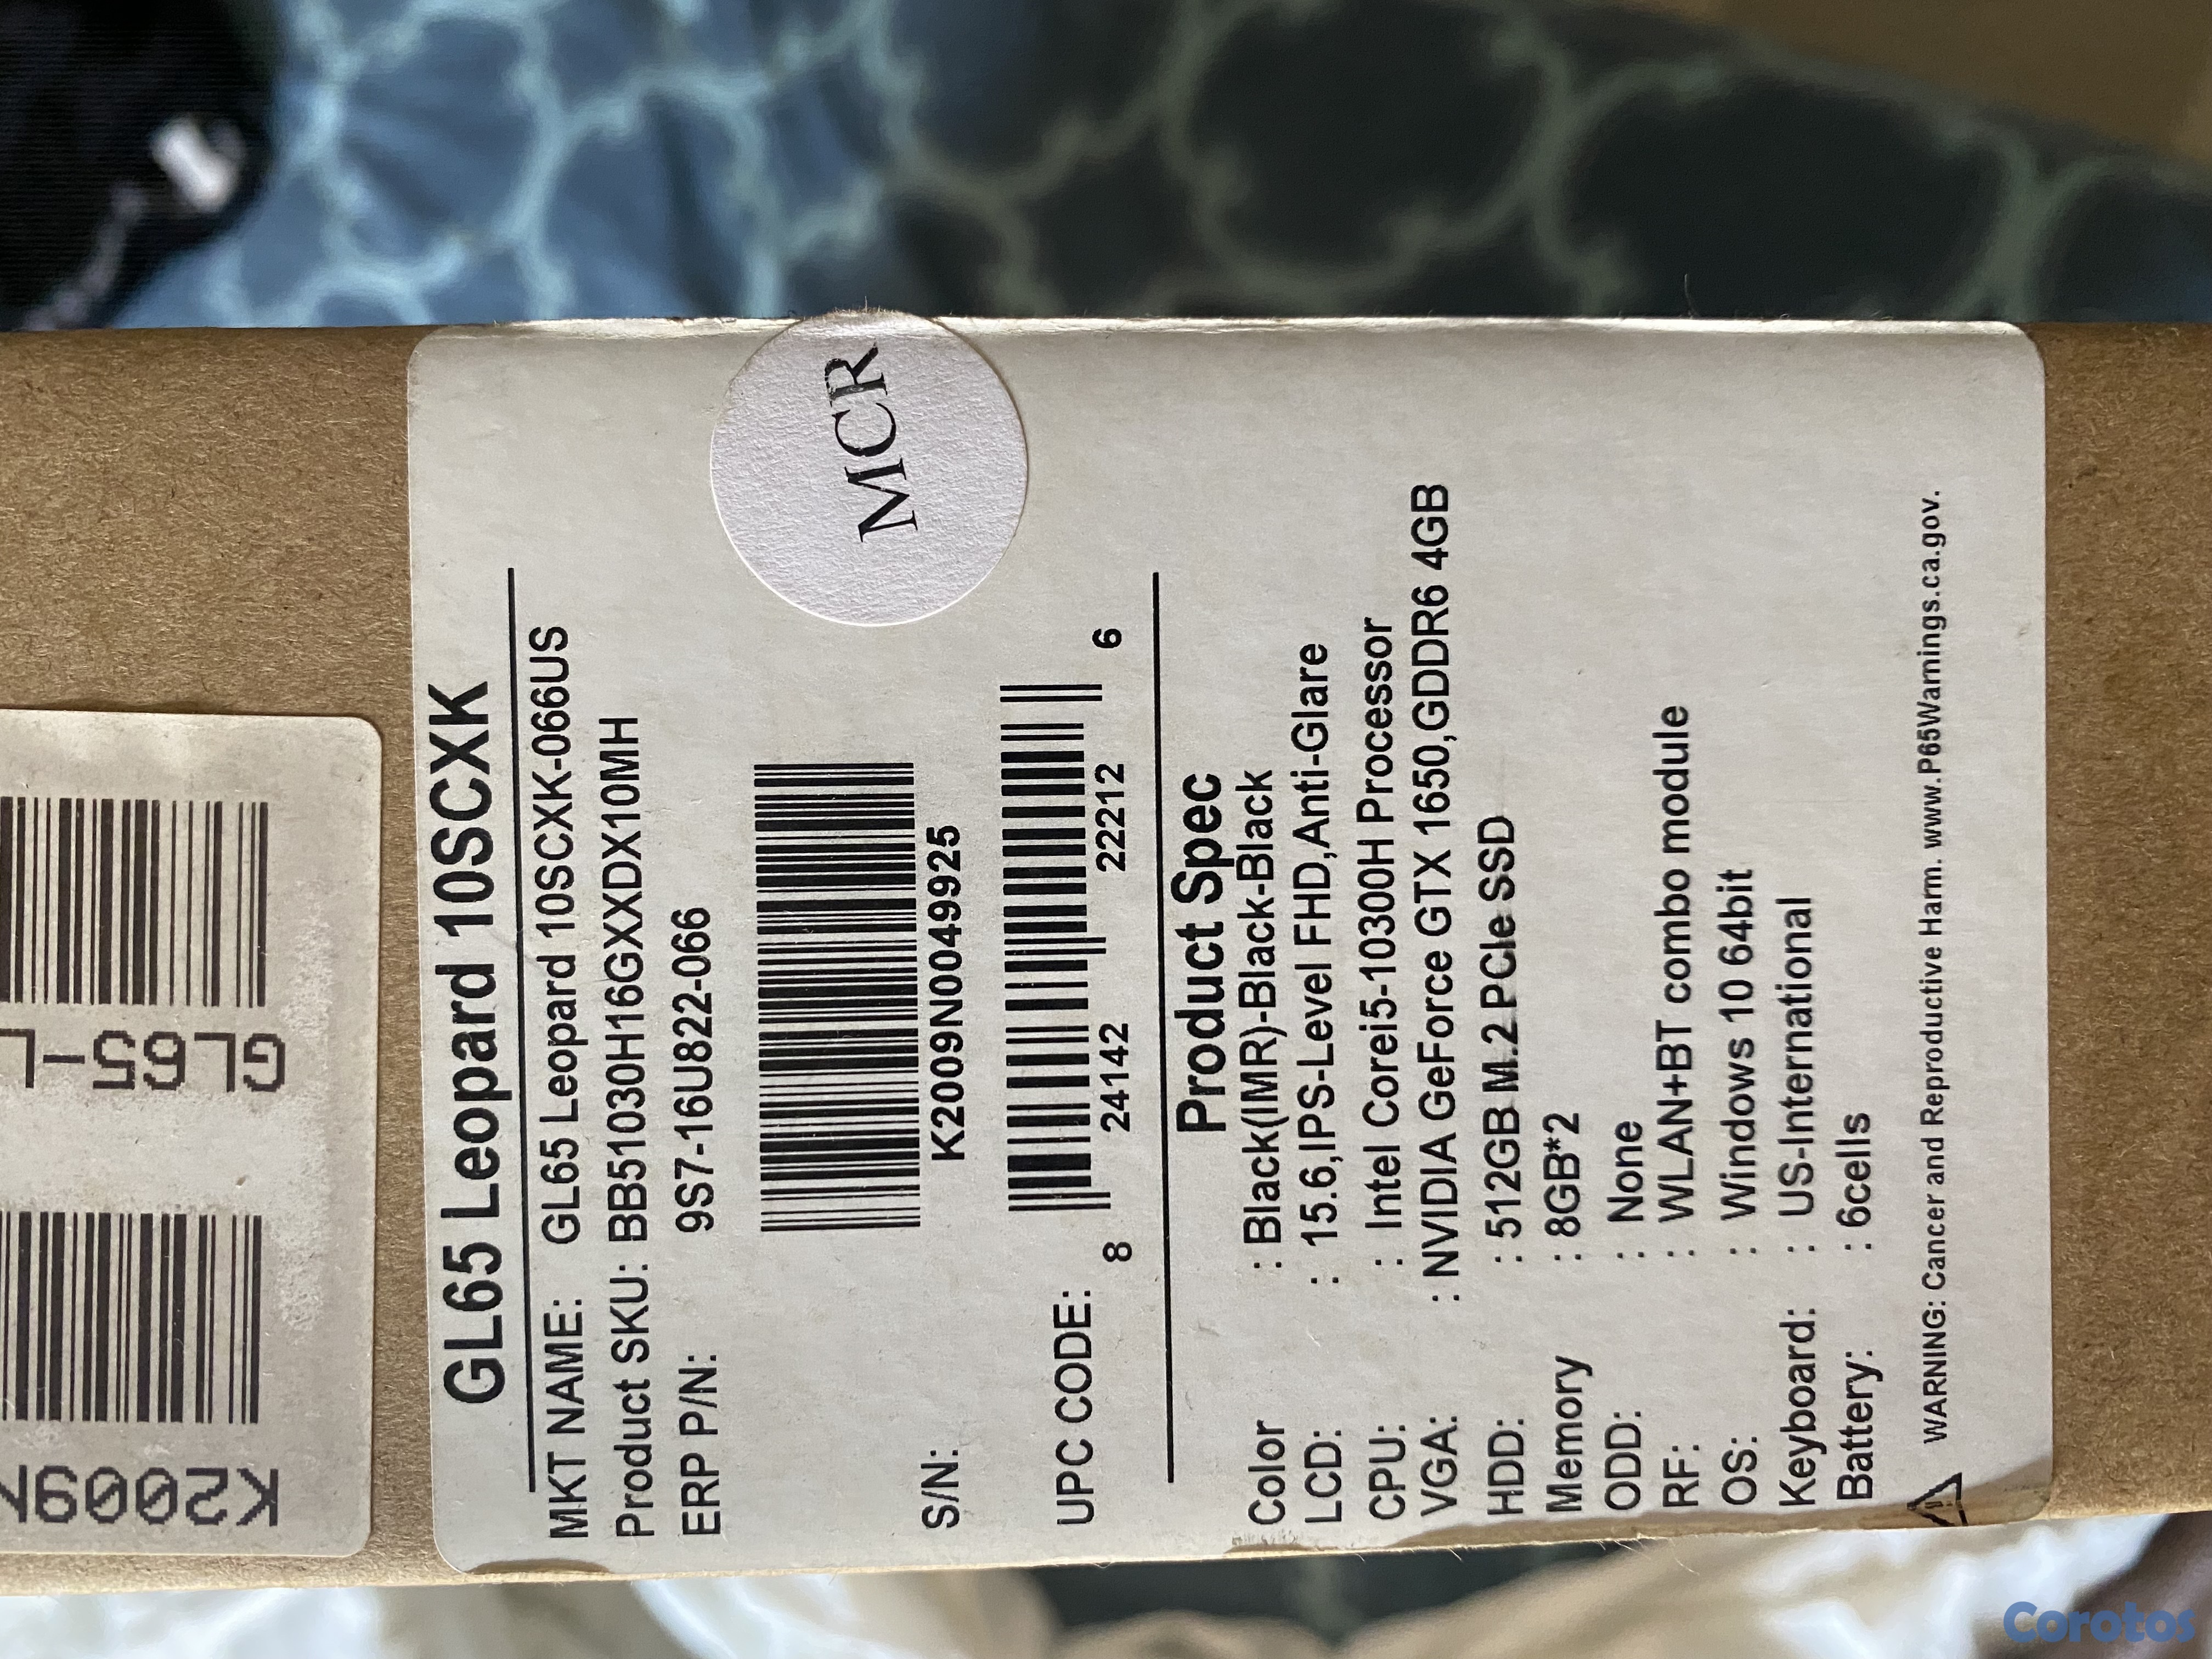 GL65 Leopard 10SCXK
MKT NAME: GL65 Leopard 10SCXK-066US
Product SKU: BB51030H16GXXDX10MH
ERP P/N: 9S7-16U822-066
MCR
S/N: K2009N0049925
UPC CODE: 8 24142 22212 6
Product Spec
Color : Black(IMR)-Black-Black
LCD: : 15.6,IPS-Level FHD,Anti-Glare
CPU: : Intel Corei5-10300H Processor
VGA: : NVIDIA GeForce GTX 1650,GDDR6 4GB
HDD: : 512GB M.2 PCIe SSD
Memory : 8GB*2
ODD: : None
RF: : WLAN+BT combo module
OS: : Windows 10 64bit
Keyboard: : US-International
Battery: : 6cells
WARNING: Cancer and Reproductive Harm. www.P65Warnings.ca.gov.
GL65-L
K2009N
Corotos